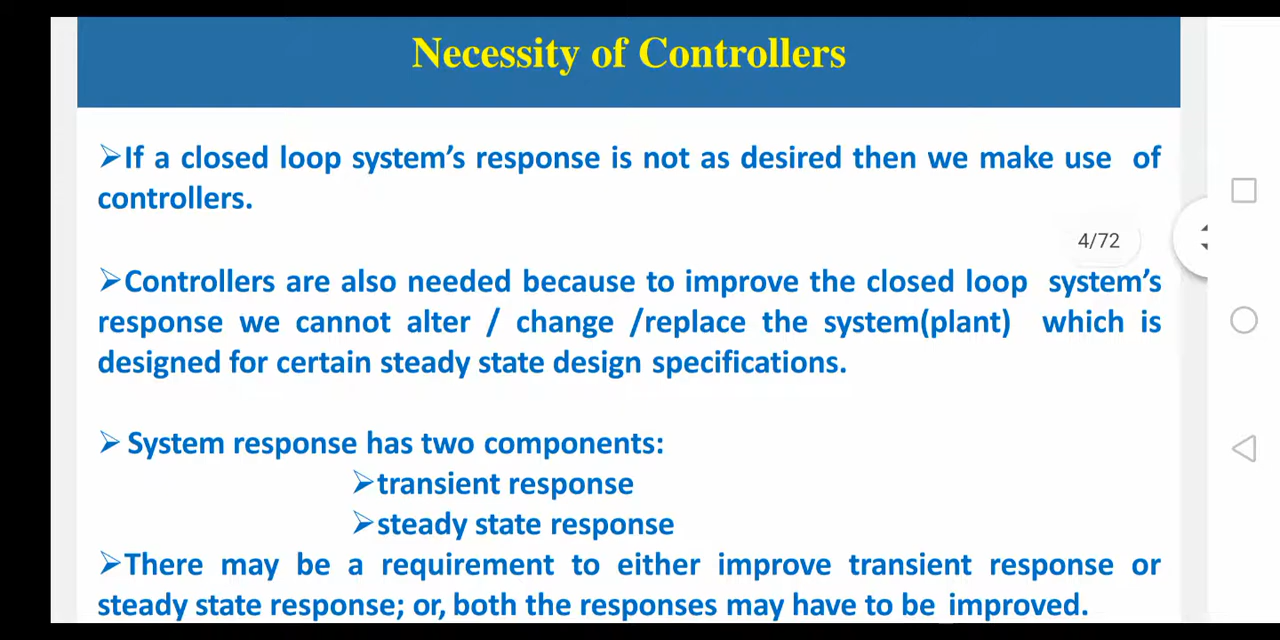 Necessity of Controllers
➢If a closed loop system's response is not as desired then we make use of
controllers.
4/72
➢Controllers are also needed because to improve the closed loop system's
response we cannot alter / change /replace the system(plant) which is
designed for certain steady state design specifications.
➢ System response has two components:
➢transient response
➢steady state response
➢There may be a requirement to either improve transient response or
steady state response; or, both the responses may have to be improved.